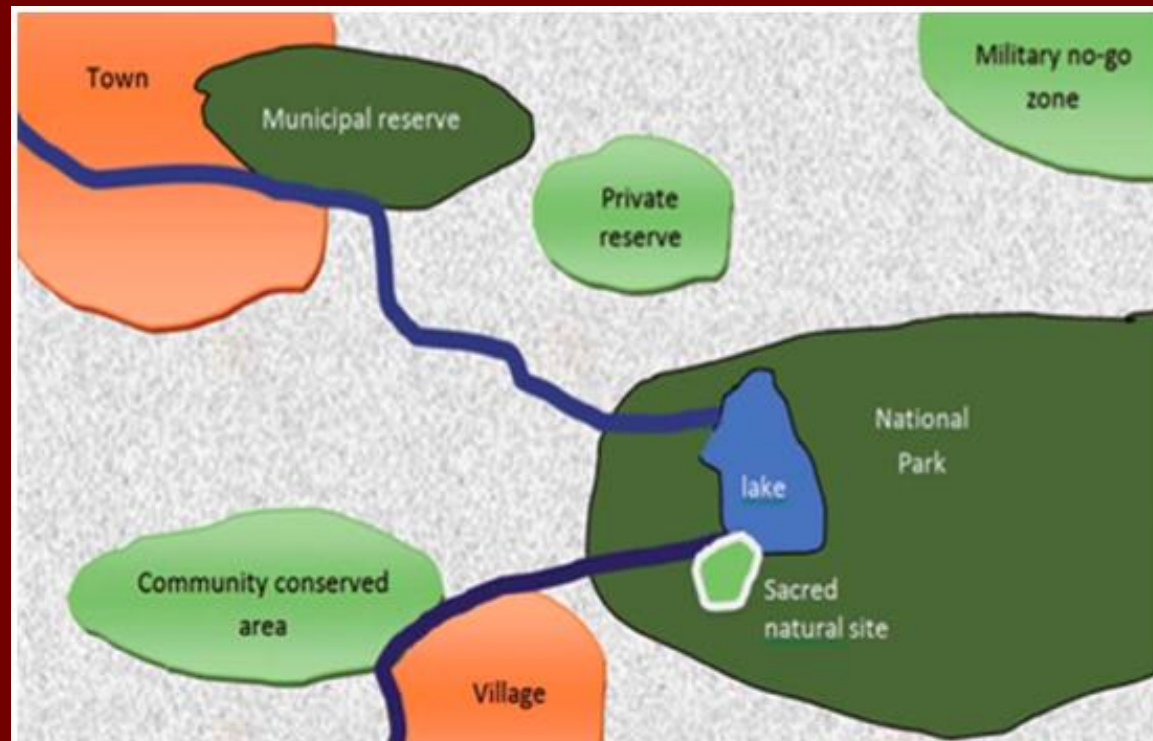 Town
Municipal reserve
Military no-go
zone
Private
reserve
National
Park
lake
Community conserved
area
Sacred
natural site
Village